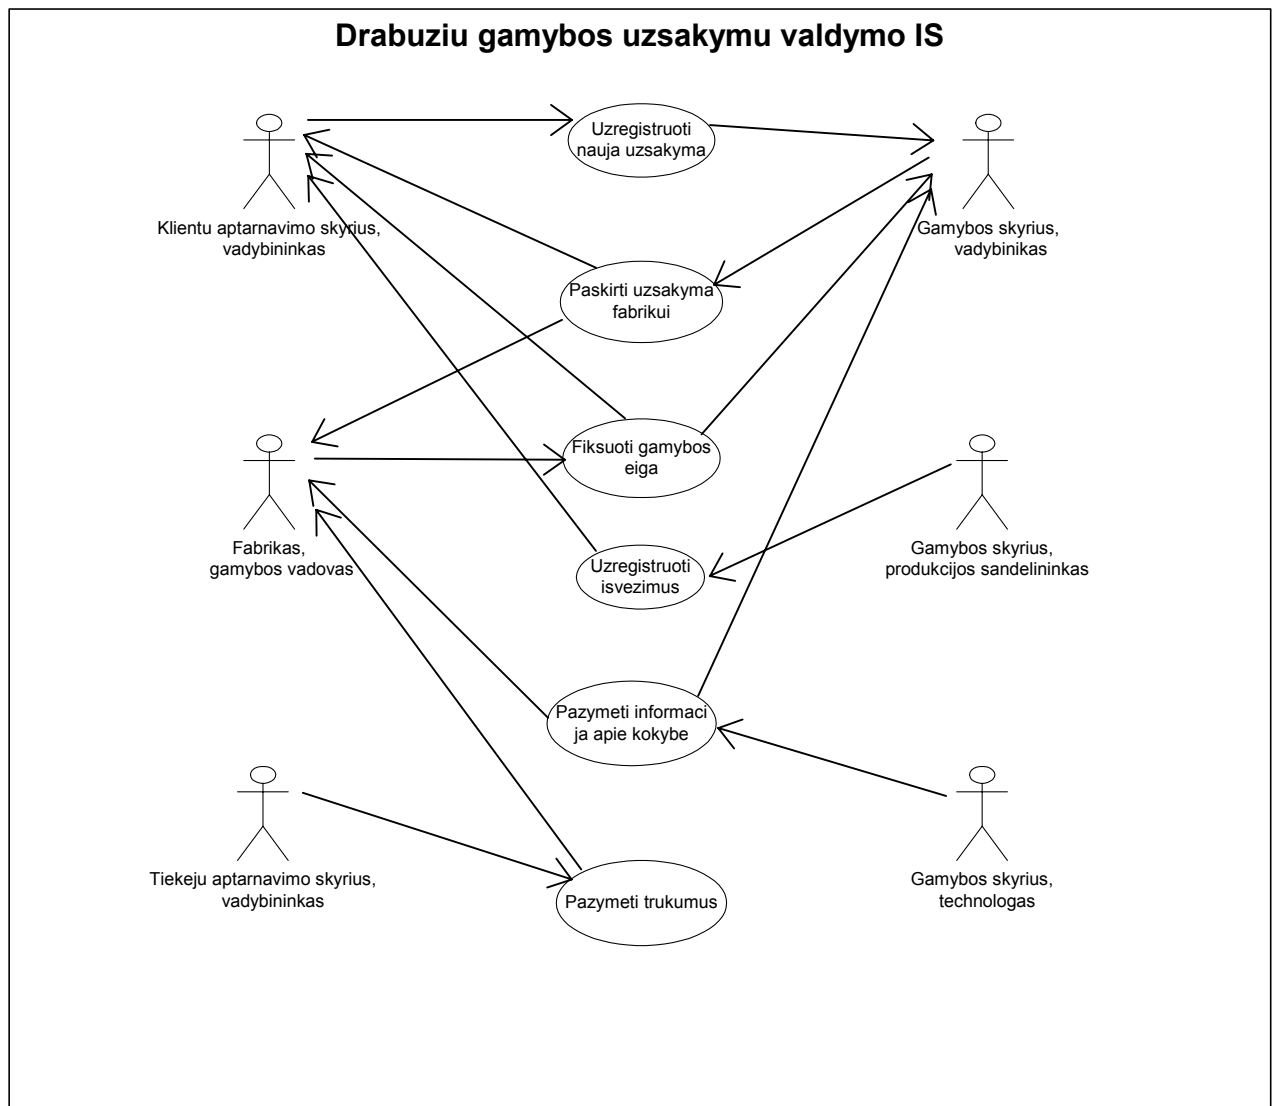 Drabuziu gamybos uzsakymu valdymo IS
Uzregistruoti
nauja uzsakyma
Klientu aptarnavimo skyrius,
vadybininkas
Gamybos skyrius,
vadybinikas
Paskirti uzsakyma
fabrikui
Fiksuoti gamybos
eiga
Fabrikas,
gamybos vadovas
Uzregistruoti
isvezimus
Gamybos skyrius,
produkcijos sandelininkas
Pazymeti informaci
ja apie kokybe
Tiekeju aptarnavimo skyrius,
vadybininkas
Pazymeti trukumus
Gamybos skyrius,
technologas